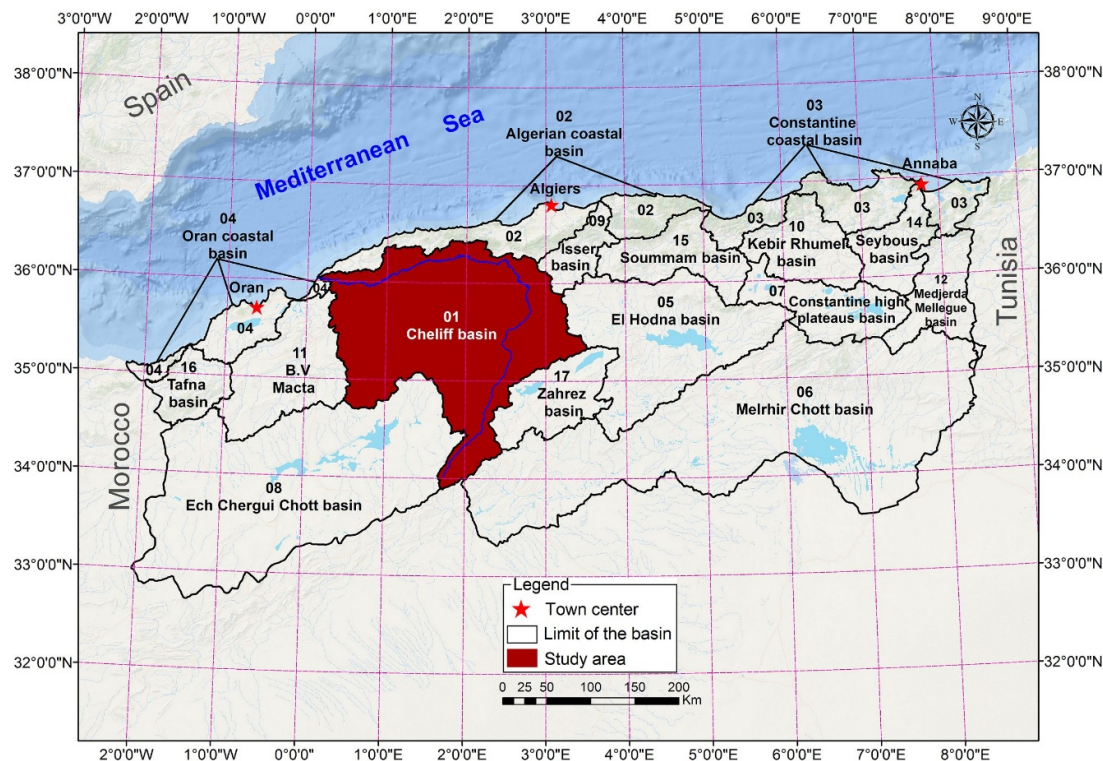 3°0'0"W 2°0'0"W 1°0'0"W 0°0'0" 1°0'0"E 2°0'0"E 3°0'0"E 4°0'0"E 5°0'0"E 6°0'0"E 7°0'0"E 8°0'0"E 9°0'0"E
38°0'0"N
38°0'0"N
Spain
Mediterranean Sea
02
Algerian coastal
basin
03
Constantine
coastal basin
N
W E
S
37°0'0"N
37°0'0"N
Annaba
Algiers
04
Oran coastal
basin
02
09
02
03
03
14
03
Isser
basin
15
Soummam basin
10
Kebir Rhumel
basin
Seybous
basin
Tunisia
36°0'0"N
36°0'0"N
Oran
04
04
01
Cheliff basin
05
El Hodna basin
07
Constantine high
plateaus basin
12
Medjerda
Mellegue
basin
35°0'0"N
35°0'0"N
04
16
Tafna
basin
11
B.V
Macta
17
Zahrez
basin
06
Melrhir Chott basin
Morocco
34°0'0"N
34°0'0"N
08
Ech Chergui Chott basin
33°0'0"N
33°0'0"N
Legend
Town center
Limit of the basin
Study area
0 25 50 100 150 200
Km
32°0'0"N
32°0'0"N
2°0'0"W 1°0'0"W 0°0'0" 1°0'0"E 2°0'0"E 3°0'0"E 4°0'0"E 5°0'0"E 6°0'0"E 7°0'0"E 8°0'0"E